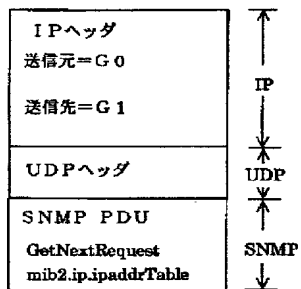 IPヘッダ
送信元=G0
送信先=G1
IP
UDPヘッダ
UDP
SNMP PDU
GetNextRequest
mib2.ip.ipaddrTable
SNMP